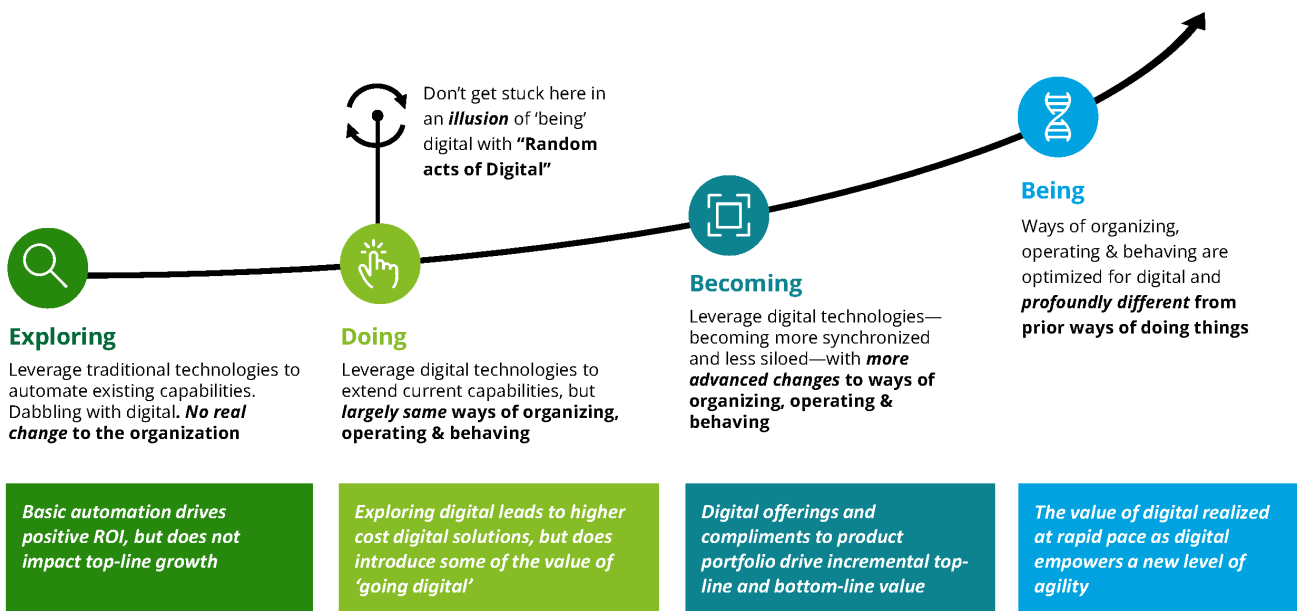 Don't get stuck here in
an illusion of 'being'
digital with "Random
acts of Digital"
Exploring
Leverage traditional technologies to
automate existing capabilities.
Dabbling with digital. No real
change to the organization
Doing
Leverage digital technologies to
extend current capabilities, but
largely same ways of organizing,
operating & behaving
Becoming
Leverage digital technologies—
becoming more synchronized
and less siloed—with more
advanced changes to ways of
organizing, operating &
behaving
Being
Ways of organizing,
operating & behaving are
optimized for digital and
profoundly different from
prior ways of doing things
Basic automation drives
positive ROI, but does not
impact top-line growth
Exploring digital leads to higher
cost digital solutions, but does
introduce some of the value of
'going digital'
Digital offerings and
compliments to product
portfolio drive incremental top-
line and bottom-line value
The value of digital realized
at rapid pace as digital
empowers a new level of
agility